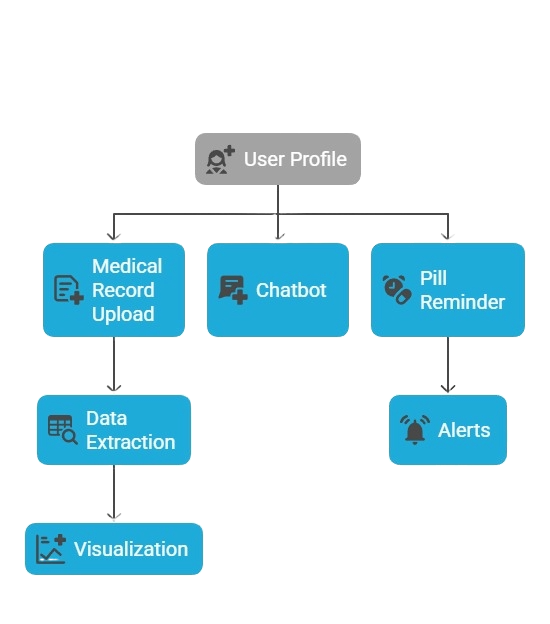 User Profile
Medical
Record
Upload
Chatbot
Pill
Reminder
Data
Extraction
Alerts
Visualization